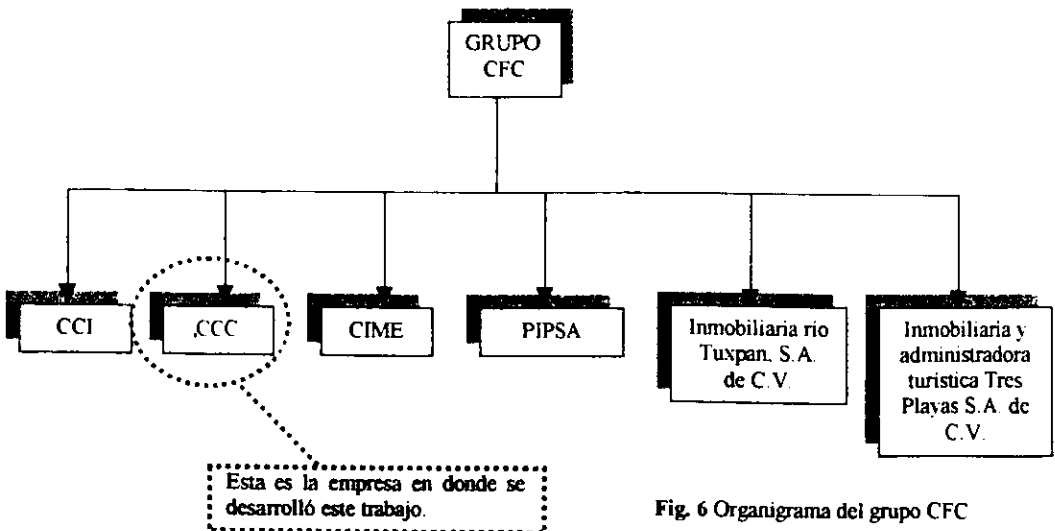 GRUPO
CFC
CCI
CCC
CIME
PIPSA
Inmobiliaria río
Tuxpan, S.A.
de C.V.
Inmobiliaria y
administradora
turística Tres
Playas S.A. de
C.V.
Esta es la empresa en donde se
desarrolló este trabajo.
Fig. 6 Organigrama del grupo CFC